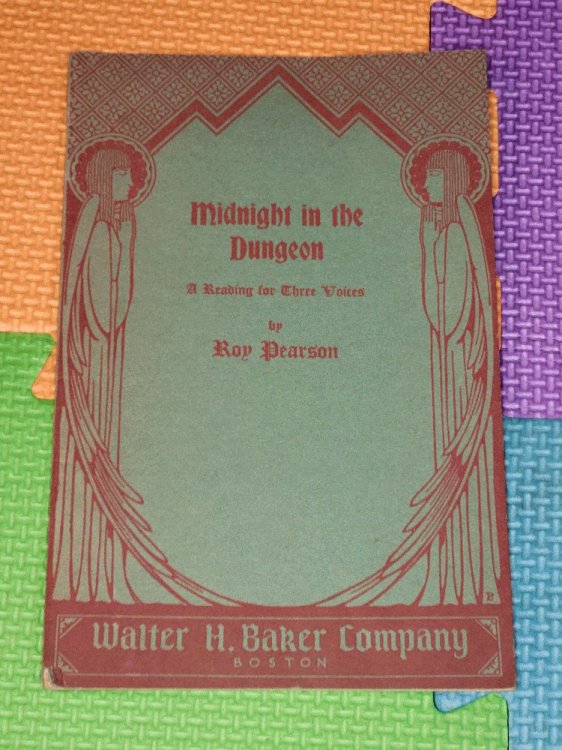 Midnight in the
Dungeon
A Reading for Three Voices
by
Roy Pearson
B
Walter H. Baker Company
BOSTON